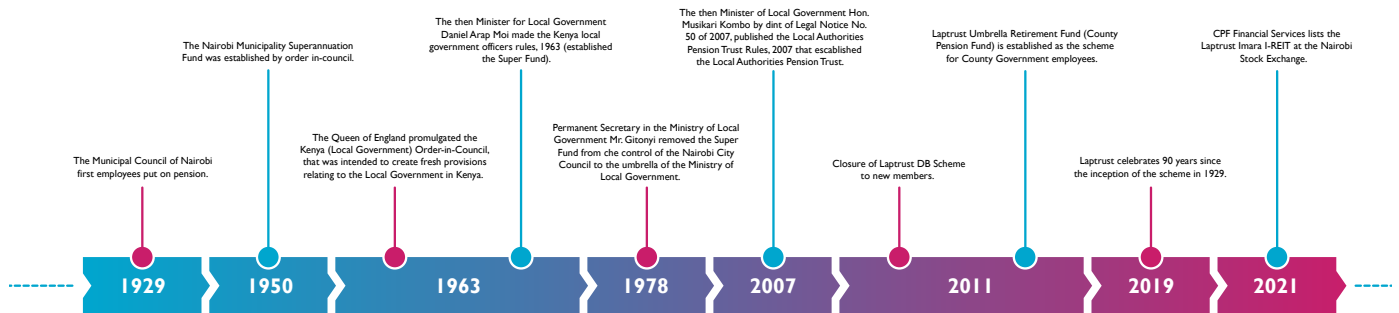 The Municipal Council of Nairobi
first employees put on pension.
The Nairobi Municipality Superannuation
Fund was established by order in-council.
The Queen of England promulgated the
Kenya (Local Government) Order-in-Council,
that was intended to create fresh provisions
relating to the Local Government in Kenya.
The then Minister for Local Government
Daniel Arap Moi made the Kenya local
government officers rules, 1963 (established
the Super Fund).
Permanent Secretary in the Ministry of Local
Government Mr. Gitonyi removed the Super
Fund from che control of the Nairobi City
Council to the umbrella of the Ministry of
Local Government.
The then Minister of Local Government Hon.
Musikari Kombo by dint of Legal Notice No.
50 of 2007, published the Local Authorities
Pension Trust Rules, 2007 that escablished
the Local Authorities Pension Trust.
Closure of Laptrust DB Scheme
to new members.
Laptrust Umbrella Retirement Fund (County
Pension Fund) is established as the scheme
for County Government employees.
Laptrust celebrates 90 years since
the inception of the scheme in 1929.
CPF Financial Services lists the
Laptrust Imara I-REIT at the Nairobi
Stock Exchange.
1929
1950
1963
1978
2007
2011
2019
2021